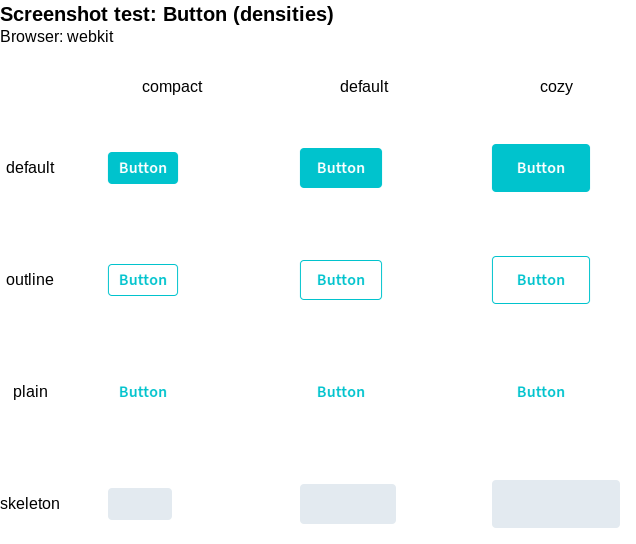 Screenshot test: Button (densities)
Browser: webkit
compact default cozy
default Button Button Button
outline Button Button Button
plain Button Button Button
skeleton